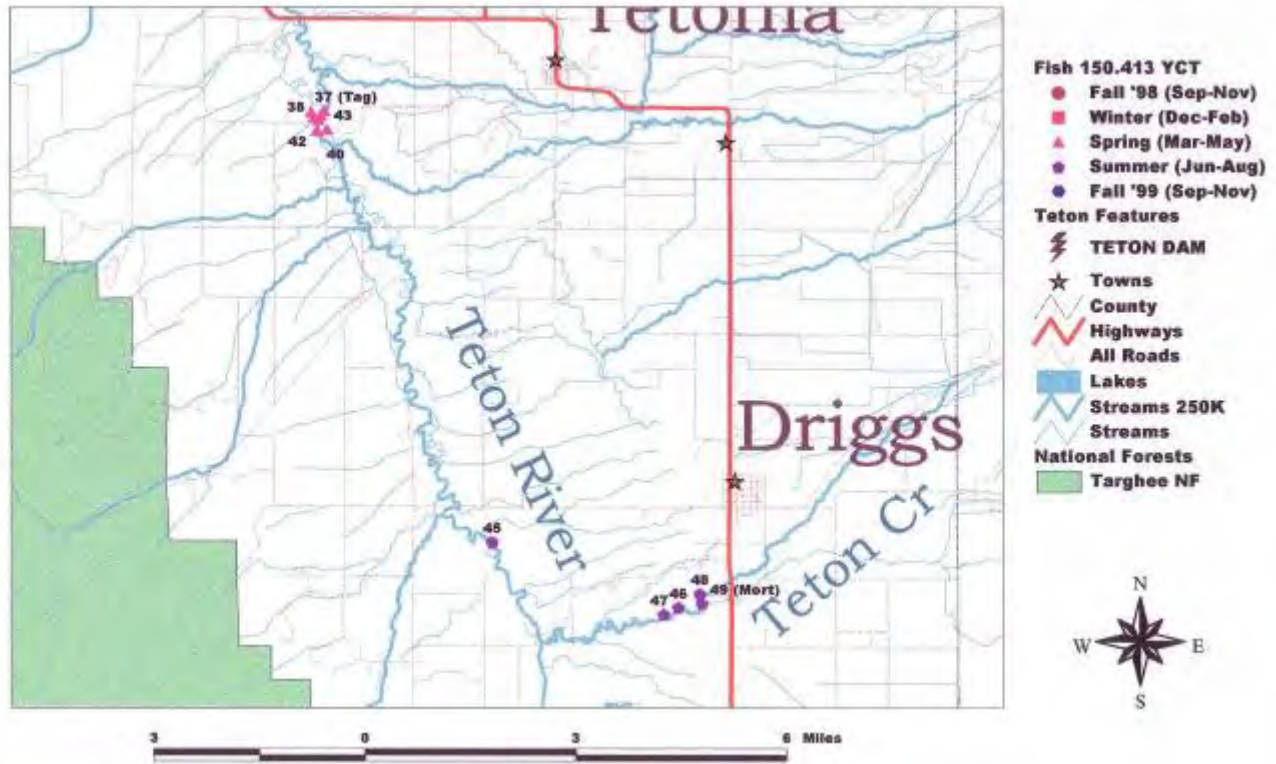 Tetonia
37 (Tag)
38
43
42
40
Teton River
Driggs
Teton Cr
45
48
47 46
49 (Mort)
Fish 150.413 YCT
Fall '98 (Sep-Nov)
Winter (Dec-Feb)
Spring (Mar-May)
Summer (Jun-Aug)
Fall '99 (Sep-Nov)
Teton Features
TETON DAM
Towns
County
Highways
All Roads
Lakes
Streams 250K
Streams
National Forests
Targhee NF
N
W E
S
3 0 3 6 Miles